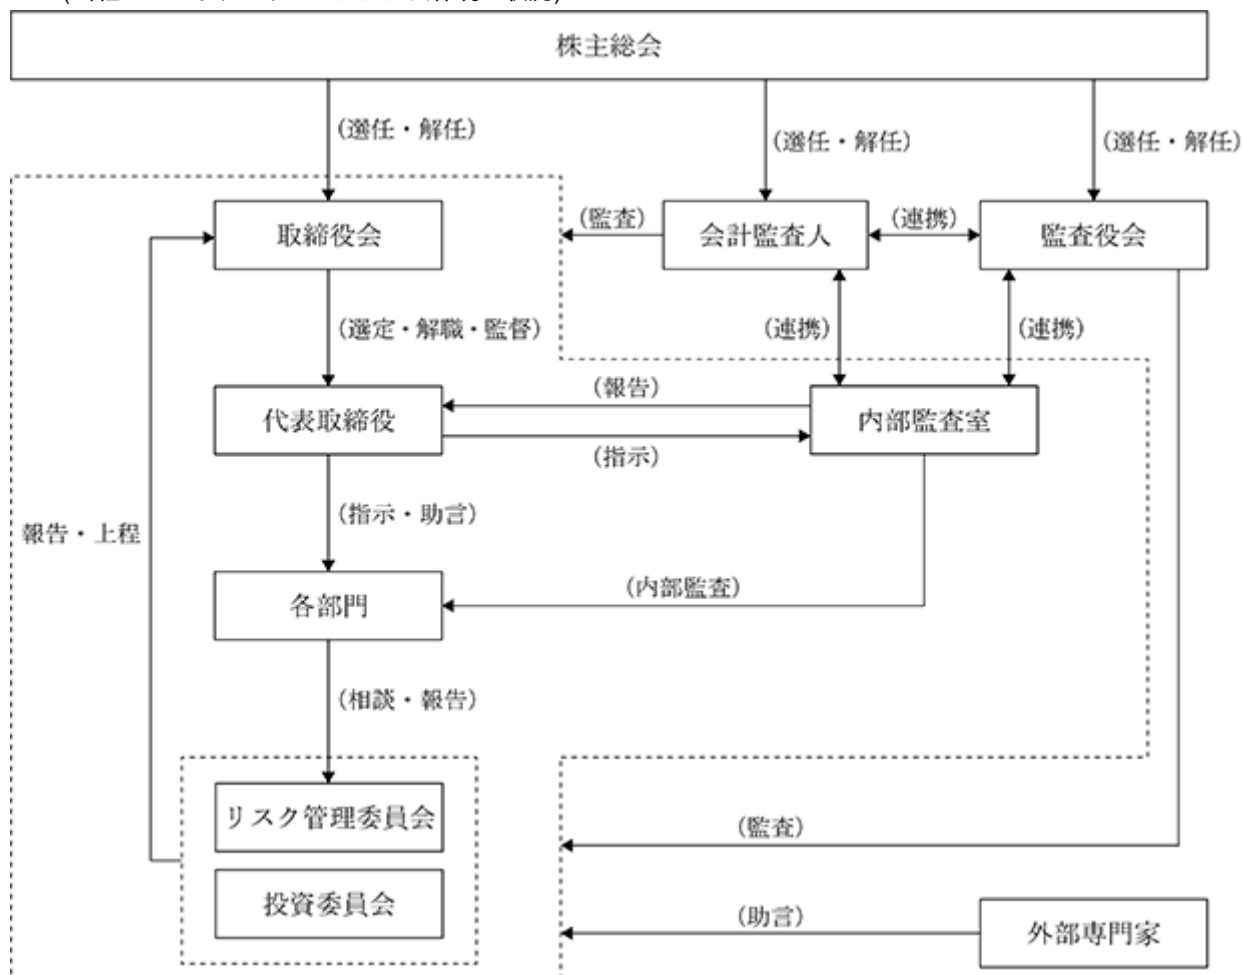 株主総会
(選任・解任)
(選任・解任)
(選任・解任)
取締役会
(監査)
会計監査人
(連携)
監査役会
(選定・解職・監督)
(連携)
(連携)
代表取締役
(報告)
(指示)
内部監査室
報告・上程
(指示・助言)
各部門
(内部監査)
(相談・報告)
リスク管理委員会
投資委員会
(監査)
(助言)
外部専門家